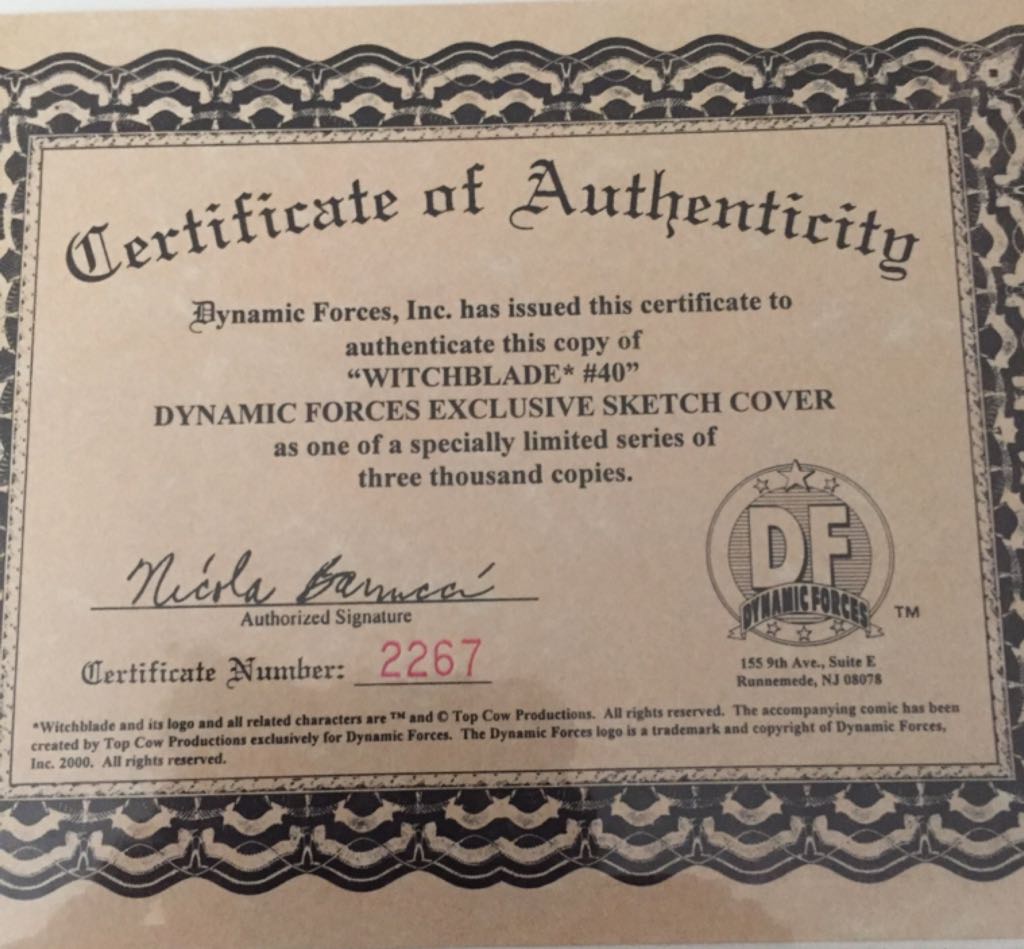 Certificate of Authenticity
Dynamic Forces, Inc. has issued this certificate to
authenticate this copy of
“WITCHBLADE* #40”
DYNAMIC FORCES EXCLUSIVE SKETCH COVER
as one of a specially limited series of
three thousand copies.
Nicola Barrucci
Authorized Signature
Certificate Number: 2267
DF
DYNAMIC FORCES
TM
155 9th Ave., Suite E
Runnemede, NJ 08078
*Witchblade and its logo and all related characters are ™ and © Top Cow Productions. All rights reserved. The accompanying comic has been
created by Top Cow Productions exclusively for Dynamic Forces. The Dynamic Forces logo is a trademark and copyright of Dynamic Forces,
Inc. 2000. All rights reserved.